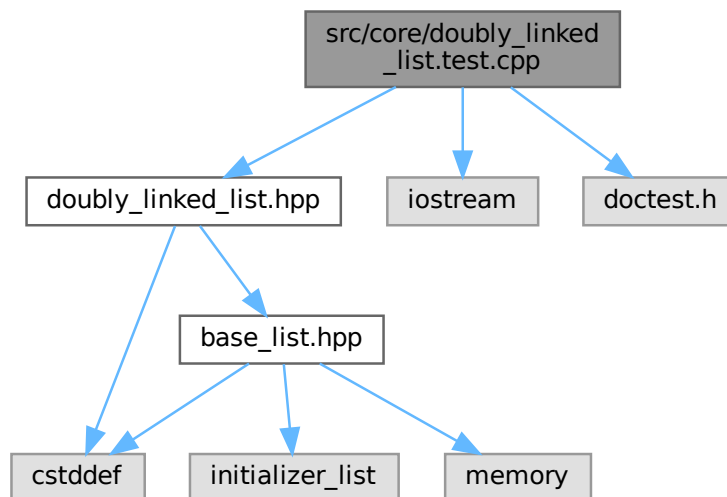 src/core/doubly_linked
_list.test.cpp
doubly_linked_list.hpp
iostream
doctest.h
base_list.hpp
cstddef
initializer_list
memory